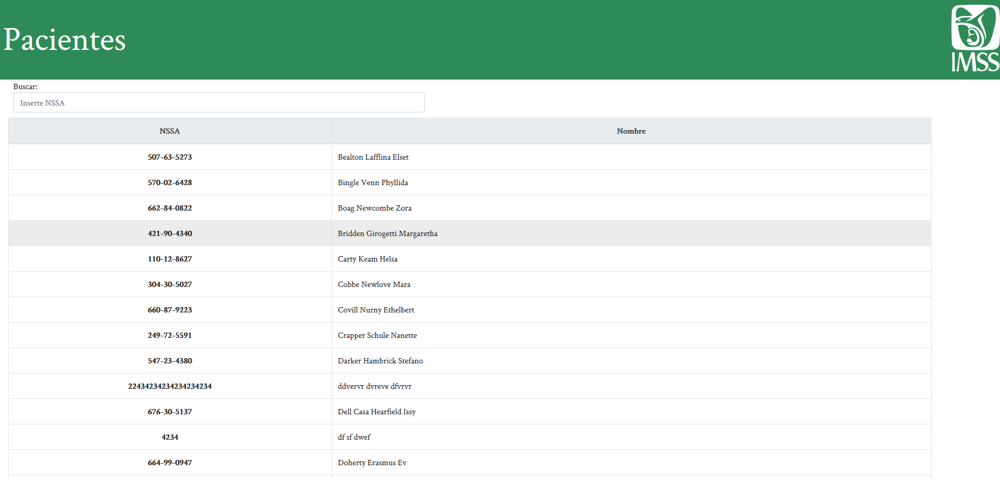 Pacientes
IMSS
Buscar:
Inserte NSSA
NSSA Nombre
507-63-5273 Bealton Lafflina Elset
570-02-6428 Bingle Venn Phyllida
662-84-0822 Boag Newcombe Zora
421-90-4340 Bridden Girogetti Margaretha
110-12-8627 Carty Keam Helsa
304-30-5027 Cobbe Newlove Mara
660-87-9223 Covill Nurny Ethelbert
249-72-5591 Crapper Schule Nanette
547-23-4380 Darker Hambrick Stefano
22434234234234234234 ddvervr dvreve dfvrvr
676-30-5137 Dell Casa Hearfield Issy
4234 df sf dwef
664-99-0947 Doherty Erasmus Ev